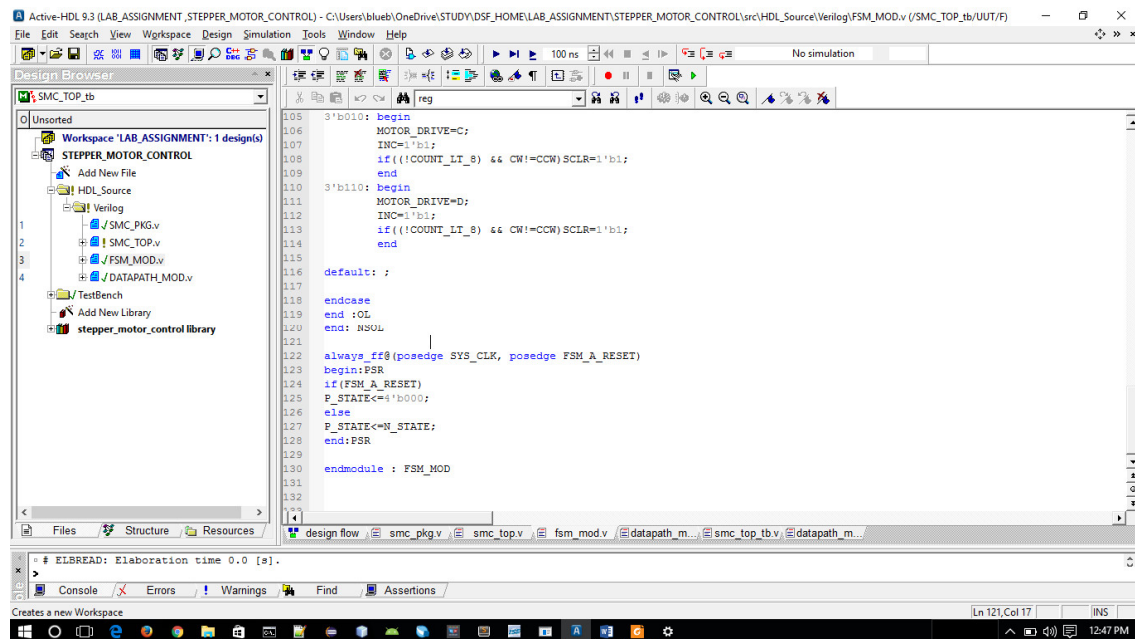 Active-HDL 9.3 (LAB_ASSIGNMENT ,STEPPER_MOTOR_CONTROL) - C:\Users\blueb\OneDrive\STUDY\DSF_HOME\LAB_ASSIGNMENT\STEPPER_MOTOR_CONTROL\src\HDL_Source\Verilog\FSM_MOD.v (/SMC_TOP_tb/UUT/F)
File Edit Search View Workspace Design Simulation Tools Window Help
100 ns
No simulation
Design Browser
SMC_TOP_tb
reg
O Unsorted
Workspace 'LAB_ASSIGNMENT': 1 design(s)
STEPPER_MOTOR_CONTROL
Add New File
HDL_Source
Verilog
1 SMC_PKG.v
2 SMC_TOP.v
3 FSM_MOD.v
4 DATAPATH_MOD.v
TestBench
Add New Library
stepper_motor_control library
Files Structure Resources
105 3'b010: begin
106 MOTOR_DRIVE=C;
107 INC=1'b1;
108 if((!COUNT_LT_8) && CW!=CCW)SCLR=1'b1;
109 end
110 3'b110: begin
111 MOTOR_DRIVE=D;
112 INC=1'b1;
113 if((!COUNT_LT_8) && CW!=CCW)SCLR=1'b1;
114 end
115
116 default: ;
117
118 endcase
119 end :OL
120 end: NSOL
121
122 always_ff@(posedge SYS_CLK, posedge FSM_A_RESET)
123 begin:PSR
124 if(FSM_A_RESET)
125 P_STATE<=4'b000;
126 else
127 P_STATE<=N_STATE;
128 end:PSR
129
130 endmodule : FSM_MOD
131
132
design flow smc_pkg.v smc_top.v fsm_mod.v datapath_m... smc_top_tb.v datapath_m...
# ELBREAD: Elaboration time 0.0 [s].
>
Console Errors Warnings Find Assertions
Creates a new Workspace
Ln 121,Col 17
INS
12:47 PM